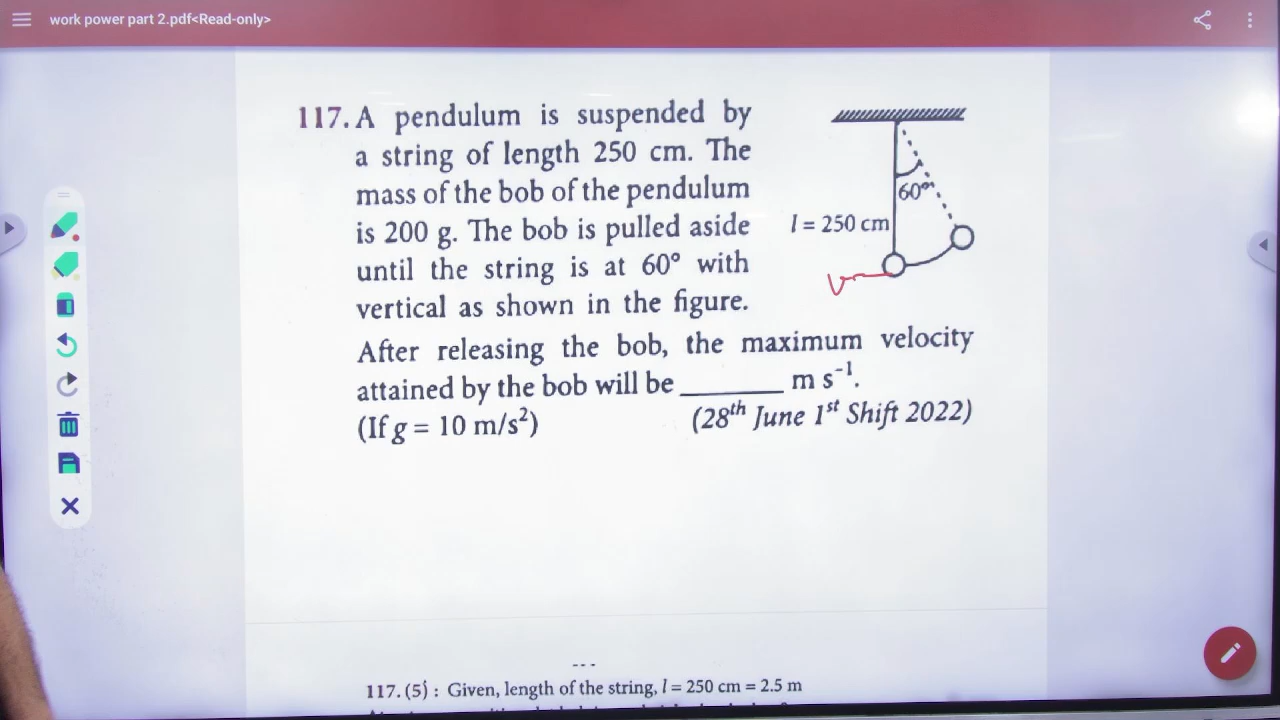 work power part 2.pdf<Read-only>
117. A pendulum is suspended by
a string of length 250 cm. The
mass of the bob of the pendulum
is 200 g. The bob is pulled aside
until the string is at 60° with
vertical as shown in the figure.
After releasing the bob, the maximum velocity
attained by the bob will be ________ m s⁻¹.
(If g = 10 m/s²) (28th June 1st Shift 2022)
60°
l = 250 cm
v
117. (5) : Given, length of the string, l = 250 cm = 2.5 m